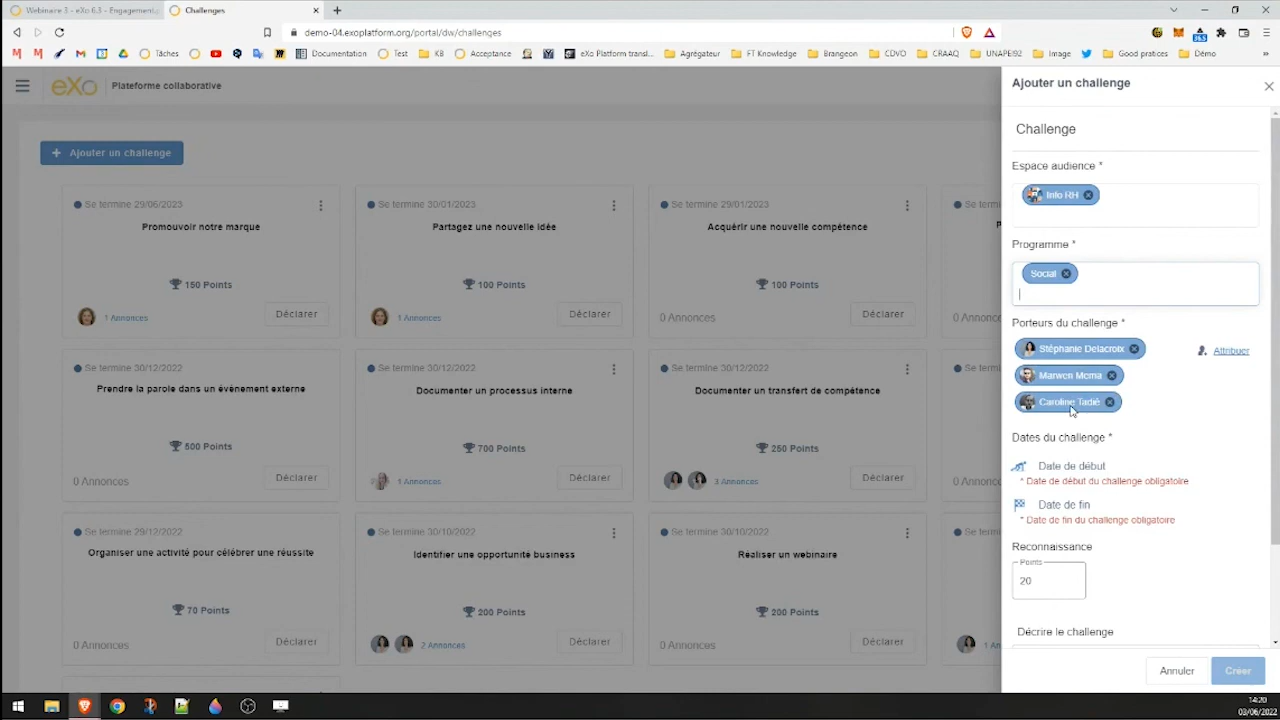 Webinaire 3 - eXo 6.3 - Engagement
Challenges
demo-04.exoplatform.org/portal/dw/challenges
Tâches
Documentation
Test
KB
Acceptance
eXo Platform transl...
Agrégateur
FT Knowledge
Brangeon
CDVO
CRAAQ
UNAPEI92
Image
Good pratices
Démo
»
eXo
Plateforme collaborative
+ Ajouter un challenge
Se termine 29/06/2023
Promouvoir notre marque
150 Points
1 Annonces
Déclarer
Se termine 30/01/2023
Partagez une nouvelle idée
100 Points
1 Annonces
Déclarer
Se termine 29/01/2023
Acquérir une nouvelle compétence
100 Points
0 Annonces
Déclarer
Se termin
Se termine 30/12/2022
Prendre la parole dans un événement externe
500 Points
0 Annonces
Déclarer
Se termine 30/12/2022
Documenter un processus interne
700 Points
1 Annonces
Déclarer
Se termine 30/12/2022
Documenter un transfert de compétence
250 Points
3 Annonces
Déclarer
Se termin
0 Annonces
Se termine 29/12/2022
Organiser une activité pour célébrer une réussite
70 Points
0 Annonces
Déclarer
Se termine 30/10/2022
Identifier une opportunité business
200 Points
2 Annonces
Déclarer
Se termine 30/10/2022
Réaliser un webinaire
200 Points
0 Annonces
Déclarer
Se termin
1 An
Ajouter un challenge
Challenge
Espace audience *
Info RH
Programme *
Social
Porteurs du challenge *
Stéphanie Delacroix
Attribuer
Marwen Mema
Caroline Tadié
Dates du challenge *
Date de début
* Date de début du challenge obligatoire
Date de fin
* Date de fin du challenge obligatoire
Reconnaissance
Points
20
Décrire le challenge
Annuler
Créer
14:20
03/06/2022